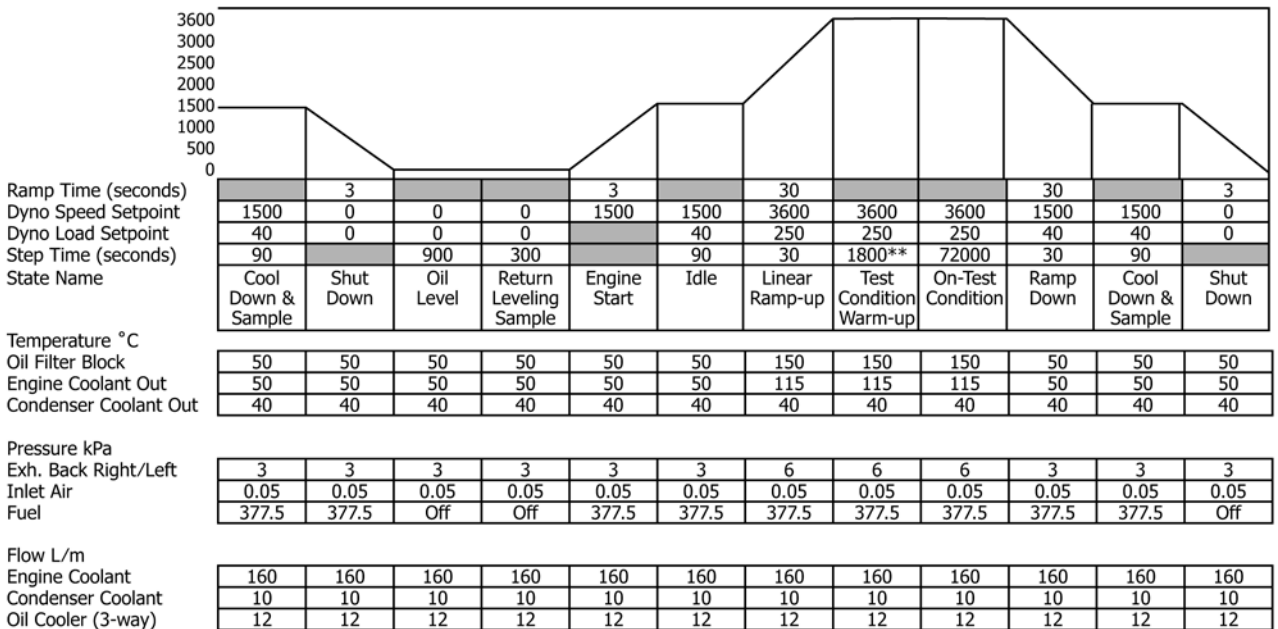 3600
3000
2500
2000
1500
1000
500
0
Ramp Time (seconds) 3 3 30 30 3
Dyno Speed Setpoint 1500 0 0 0 1500 1500 3600 3600 3600 1500 1500 0
Dyno Load Setpoint 40 0 0 0 40 250 250 250 40 40 0
Step Time (seconds) 90 900 300 90 30 1800** 72000 30 90
State Name Cool Shut Oil Return Engine Idle Linear Test On-Test Ramp Cool Shut
Down & Down Level Leveling Start Ramp-up Condition Condition Down Down & Down
Sample Sample Warm-up Sample
Temperature °C
Oil Filter Block 50 50 50 50 50 50 150 150 150 50 50 50
Engine Coolant Out 50 50 50 50 50 50 115 115 115 50 50 50
Condenser Coolant Out 40 40 40 40 40 40 40 40 40 40 40 40
Pressure kPa
Exh. Back Right/Left 3 3 3 3 3 3 6 6 6 3 3 3
Inlet Air 0.05 0.05 0.05 0.05 0.05 0.05 0.05 0.05 0.05 0.05 0.05 0.05
Fuel 377.5 377.5 Off Off 377.5 377.5 377.5 377.5 377.5 377.5 377.5 Off
Flow L/m
Engine Coolant 160 160 160 160 160 160 160 160 160 160 160 160
Condenser Coolant 10 10 10 10 10 10 10 10 10 10 10 10
Oil Cooler (3-way) 12 12 12 12 12 12 12 12 12 12 12 12